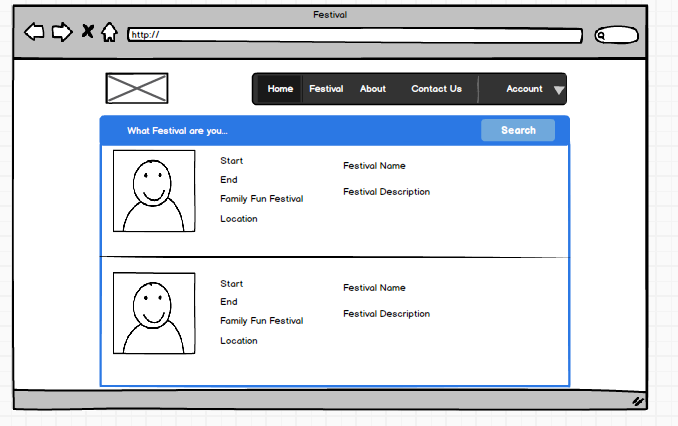 Festival
http://
Home Festival About Contact Us Account
What Festival are you... Search
Start
End
Family Fun Festival
Location
Festival Name
Festival Description
Start
End
Family Fun Festival
Location
Festival Name
Festival Description